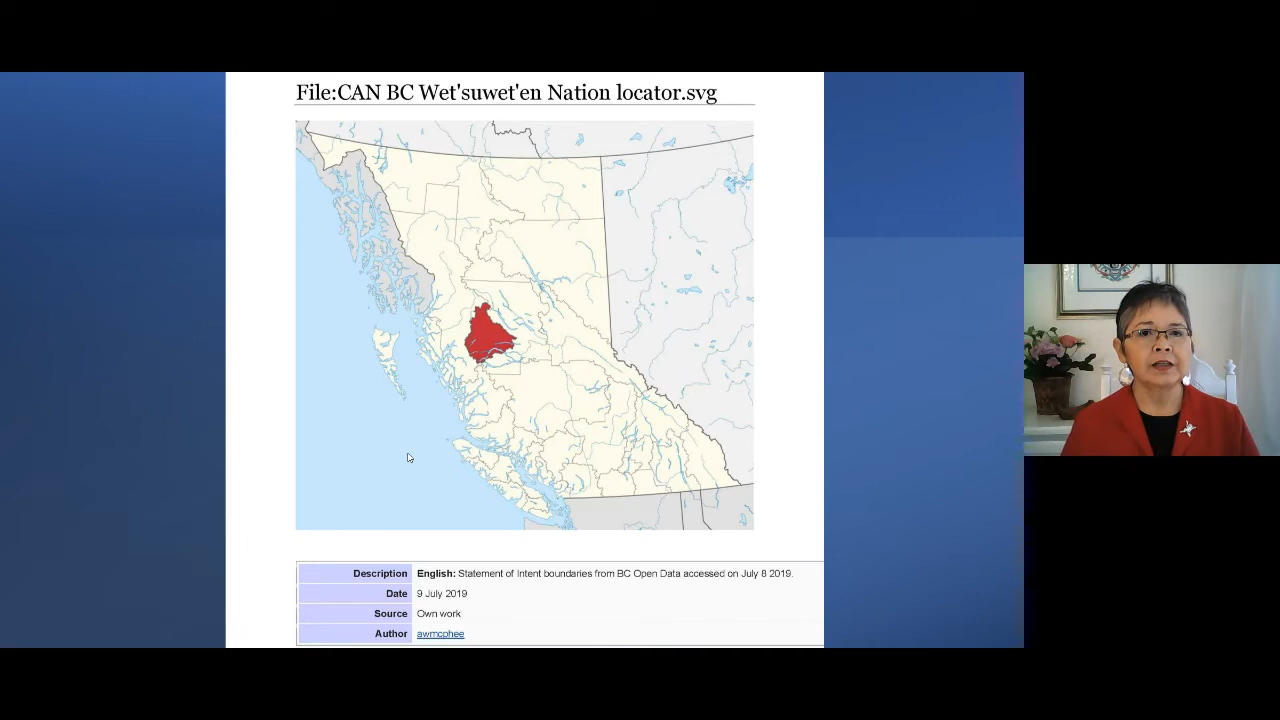 File:CAN BC Wet'suwet'en Nation locator.svg
Description English: Statement of Intent boundaries from BC Open Data accessed on July 8 2019.
Date 9 July 2019
Source Own work
Author awmcphee